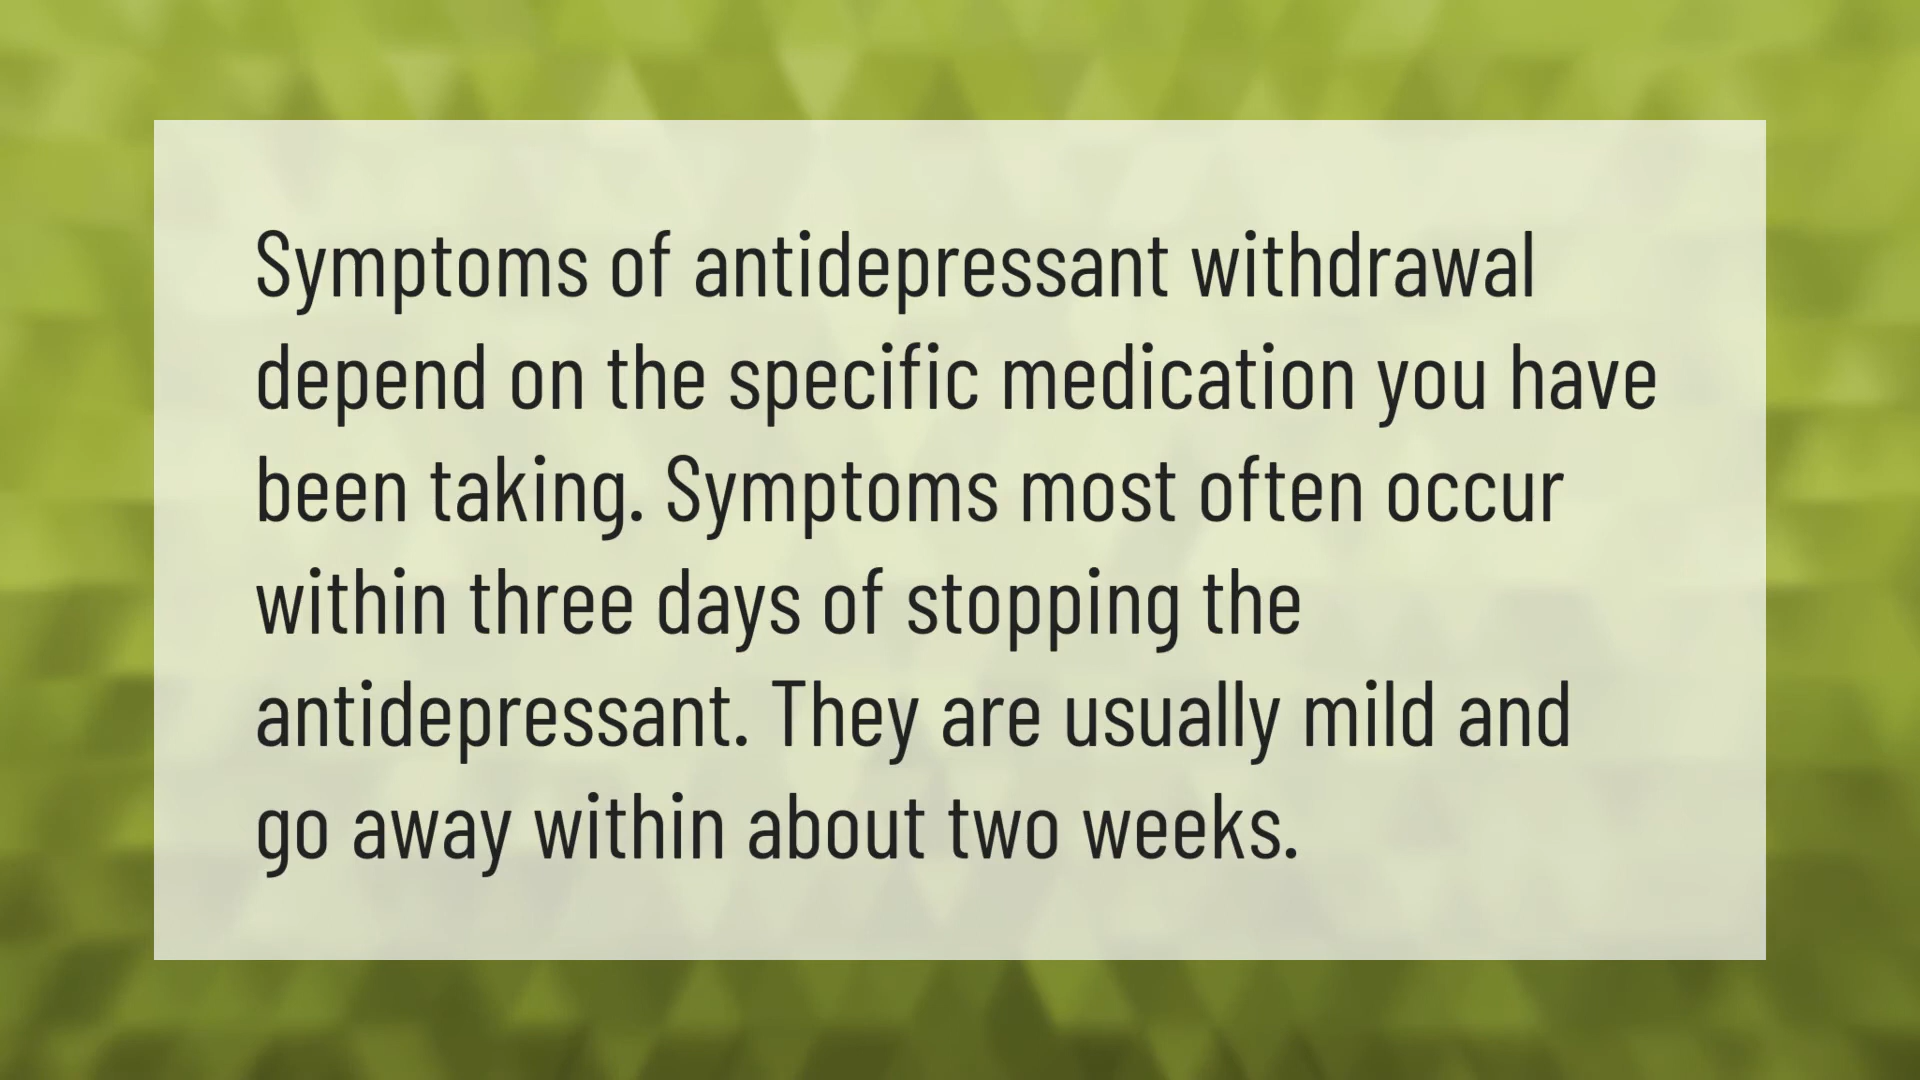 Symptoms of antidepressant withdrawal
depend on the specific medication you have
been taking. Symptoms most often occur
within three days of stopping the
antidepressant. They are usually mild and
go away within about two weeks.